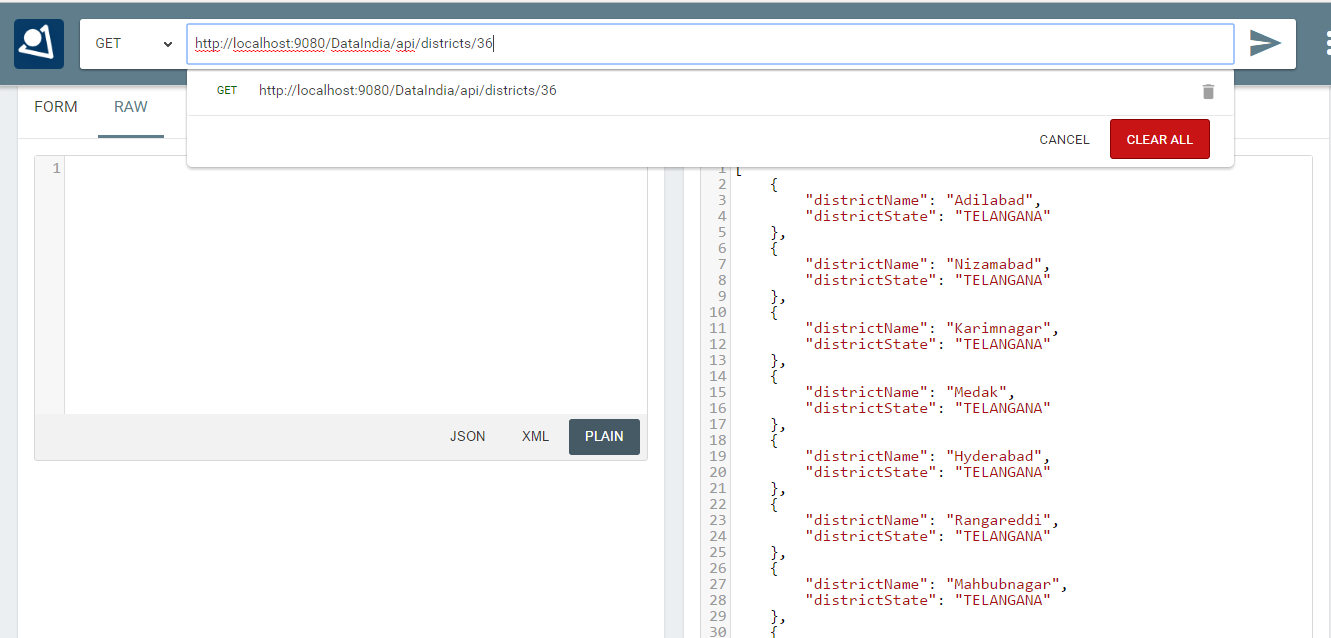 GET
http://localhost:9080/DataIndia/api/districts/36
GET http://localhost:9080/DataIndia/api/districts/36
CANCEL CLEAR ALL
FORM RAW
1
JSON XML PLAIN
1 [
2 {
3 "districtName": "Adilabad",
4 "districtState": "TELANGANA"
5 },
6 {
7 "districtName": "Nizamabad",
8 "districtState": "TELANGANA"
9 },
10 {
11 "districtName": "Karimnagar",
12 "districtState": "TELANGANA"
13 },
14 {
15 "districtName": "Medak",
16 "districtState": "TELANGANA"
17 },
18 {
19 "districtName": "Hyderabad",
20 "districtState": "TELANGANA"
21 },
22 {
23 "districtName": "Rangareddi",
24 "districtState": "TELANGANA"
25 },
26 {
27 "districtName": "Mahbubnagar",
28 "districtState": "TELANGANA"
29 },
30 {